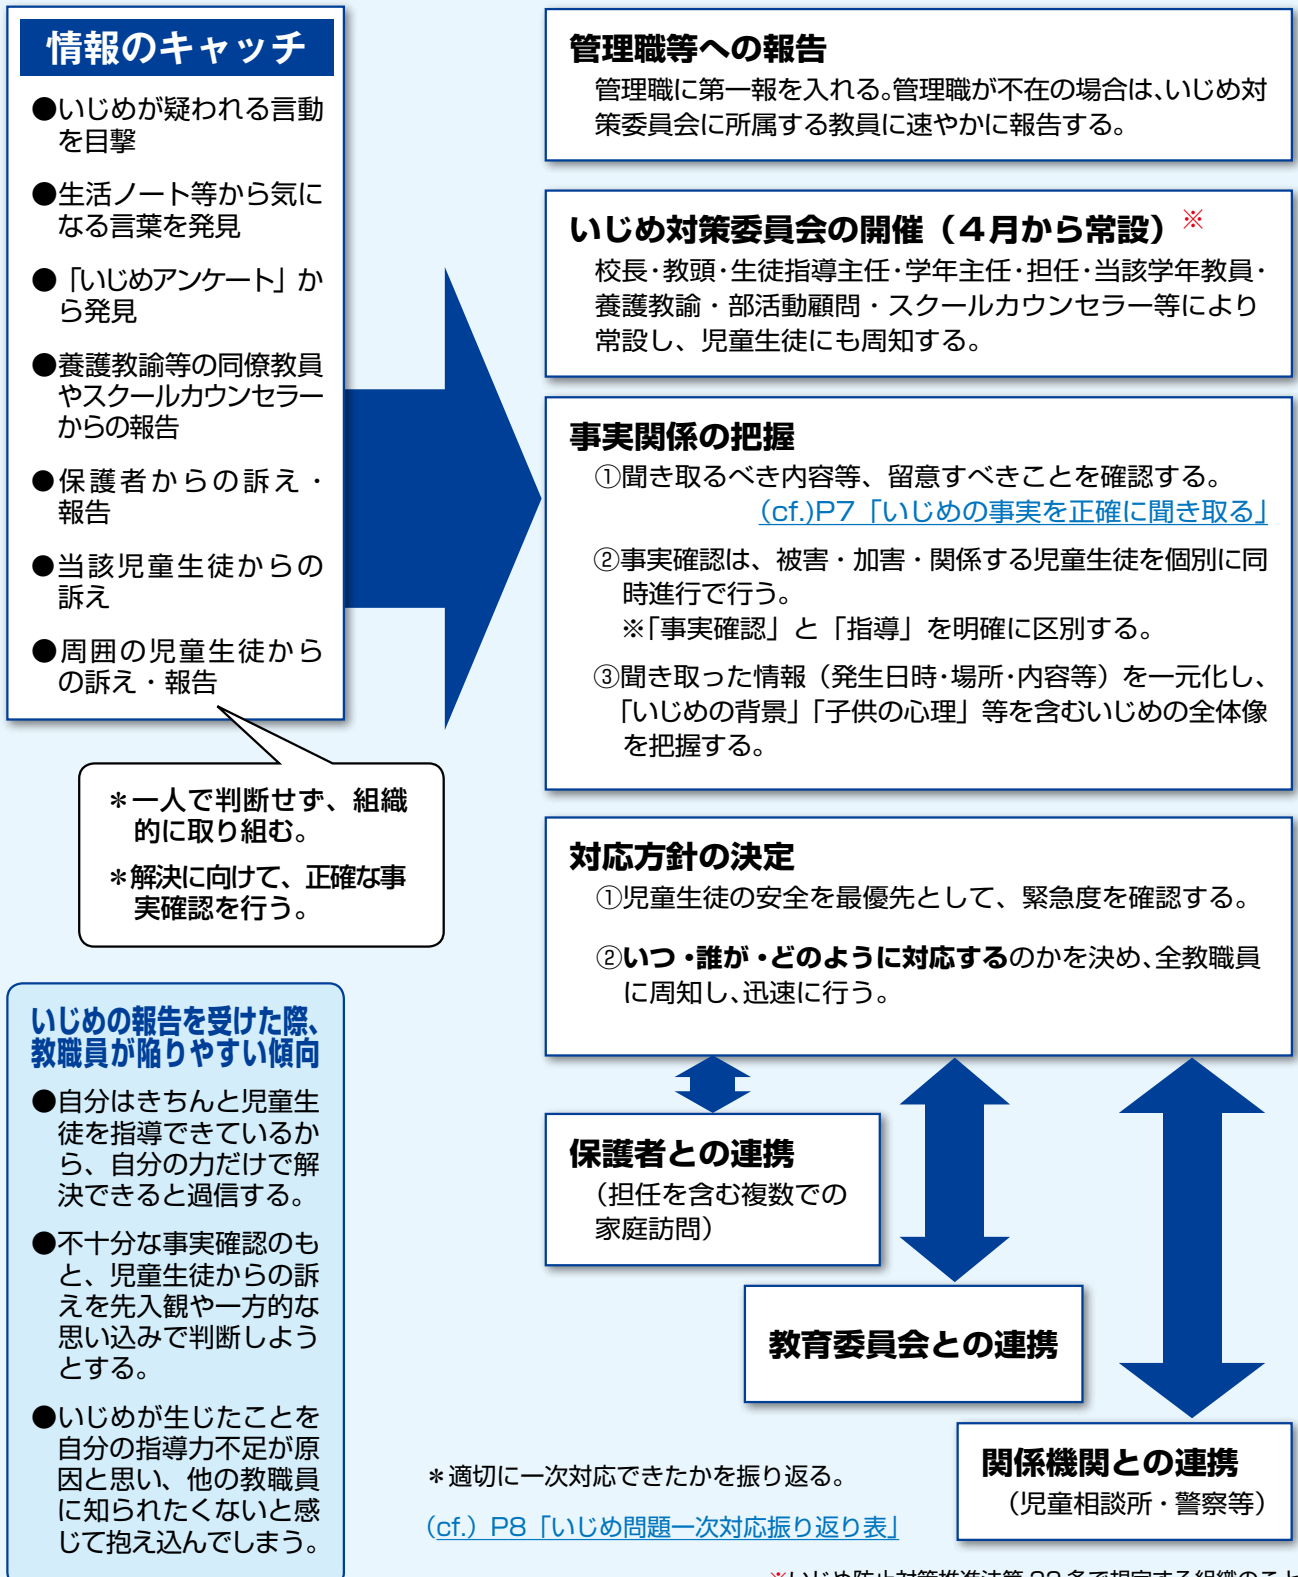 情報のキャッチ
●いじめが疑われる言動
を目撃
●生活ノート等から気に
なる言葉を発見
●「いじめアンケート」か
ら発見
●養護教諭等の同僚教員
やスクールカウンセラー
からの報告
●保護者からの訴え・
報告
●当該児童生徒からの
訴え
●周囲の児童生徒から
の訴え・報告
＊一人で判断せず、組織
的に取り組む。
＊解決に向けて、正確な事
実確認を行う。
いじめの報告を受けた際、
教職員が陥りやすい傾向
●自分はきちんと児童生
徒を指導できているか
ら、自分の力だけで解
決できると過信する。
●不十分な事実確認のも
と、児童生徒からの訴
えを先入観や一方的な
思い込みで判断しよう
とする。
●いじめが生じたことを
自分の指導力不足が原
因と思い、他の教職員
に知られたくないと感
じて抱え込んでしまう。
管理職等への報告
管理職に第一報を入れる。管理職が不在の場合は、いじめ対
策委員会に所属する教員に速やかに報告する。
いじめ対策委員会の開催（４月から常設）※
校長・教頭・生徒指導主任・学年主任・担任・当該学年教員・
養護教諭・部活動顧問・スクールカウンセラー等により
常設し、児童生徒にも周知する。
事実関係の把握
①聞き取るべき内容等、留意すべきことを確認する。
(cf.)P7「いじめの事実を正確に聞き取る」
②事実確認は、被害・加害・関係する児童生徒を個別に同
時進行で行う。
※「事実確認」と「指導」を明確に区別する。
③聞き取った情報（発生日時・場所・内容等）を一元化し、
「いじめの背景」「子供の心理」等を含むいじめの全体像
を把握する。
対応方針の決定
①児童生徒の安全を最優先として、緊急度を確認する。
②いつ・誰が・どのように対応するのかを決め、全教職員
に周知し、迅速に行う。
保護者との連携
（担任を含む複数での
家庭訪問）
教育委員会との連携
関係機関との連携
（児童相談所・警察等）
＊適切に一次対応できたかを振り返る。
(cf.) P8「いじめ問題一次対応振り返り表」